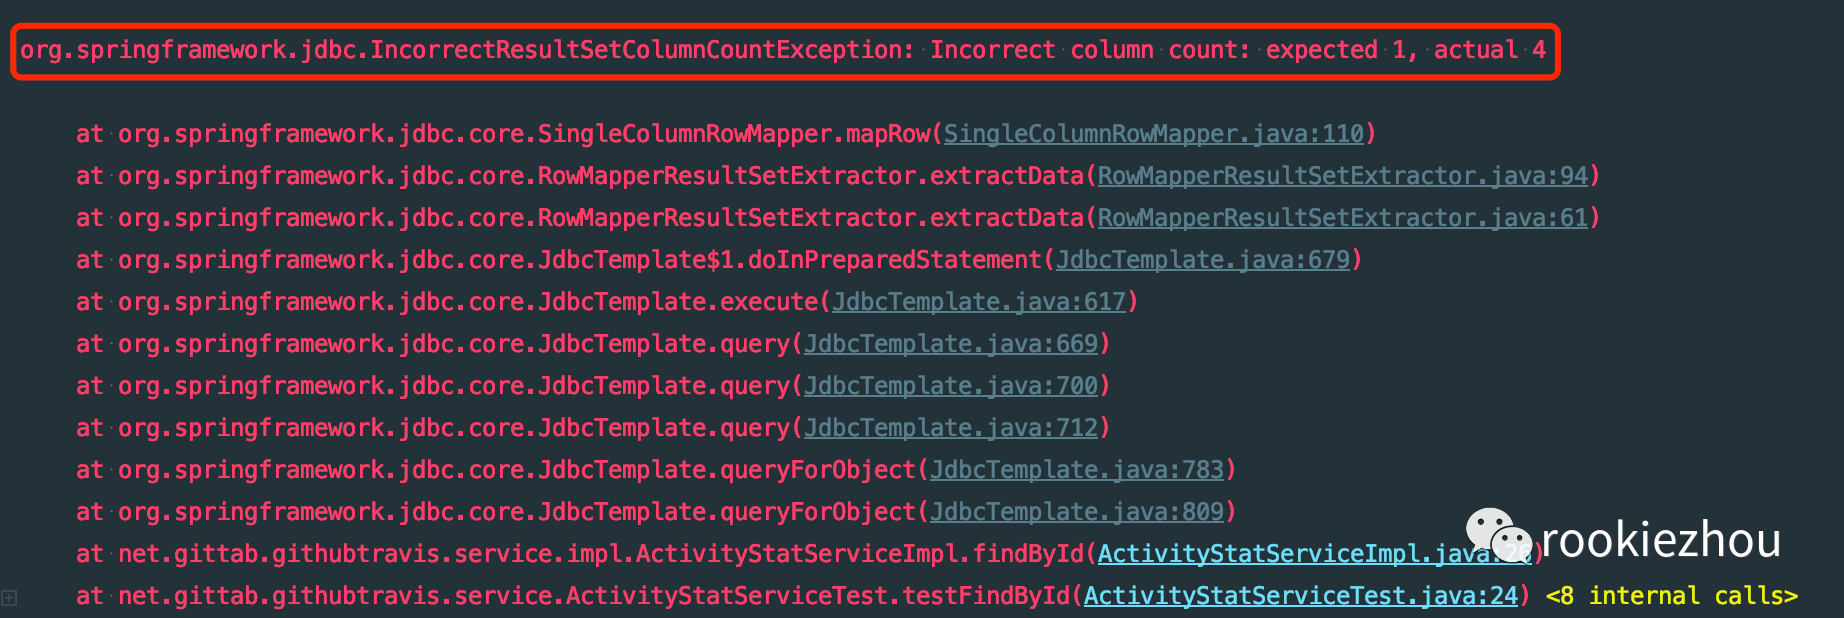 org.springframework.jdbc.IncorrectResultSetColumnCountException: Incorrect column count: expected 1, actual 4
at org.springframework.jdbc.core.SingleColumnRowMapper.mapRow(SingleColumnRowMapper.java:110)
at org.springframework.jdbc.core.RowMapperResultSetExtractor.extractData(RowMapperResultSetExtractor.java:94)
at org.springframework.jdbc.core.RowMapperResultSetExtractor.extractData(RowMapperResultSetExtractor.java:61)
at org.springframework.jdbc.core.JdbcTemplate$1.doInPreparedStatement(JdbcTemplate.java:679)
at org.springframework.jdbc.core.JdbcTemplate.execute(JdbcTemplate.java:617)
at org.springframework.jdbc.core.JdbcTemplate.query(JdbcTemplate.java:669)
at org.springframework.jdbc.core.JdbcTemplate.query(JdbcTemplate.java:700)
at org.springframework.jdbc.core.JdbcTemplate.query(JdbcTemplate.java:712)
at org.springframework.jdbc.core.JdbcTemplate.queryForObject(JdbcTemplate.java:783)
at org.springframework.jdbc.core.JdbcTemplate.queryForObject(JdbcTemplate.java:809)
at net.gittab.githubtravis.service.impl.ActivityStatServiceImpl.findById(ActivityStatServiceImpl.java:26)
rookiezhou
at net.gittab.githubtravis.service.ActivityStatServiceTest.testFindById(ActivityStatServiceTest.java:24) <8 internal calls>